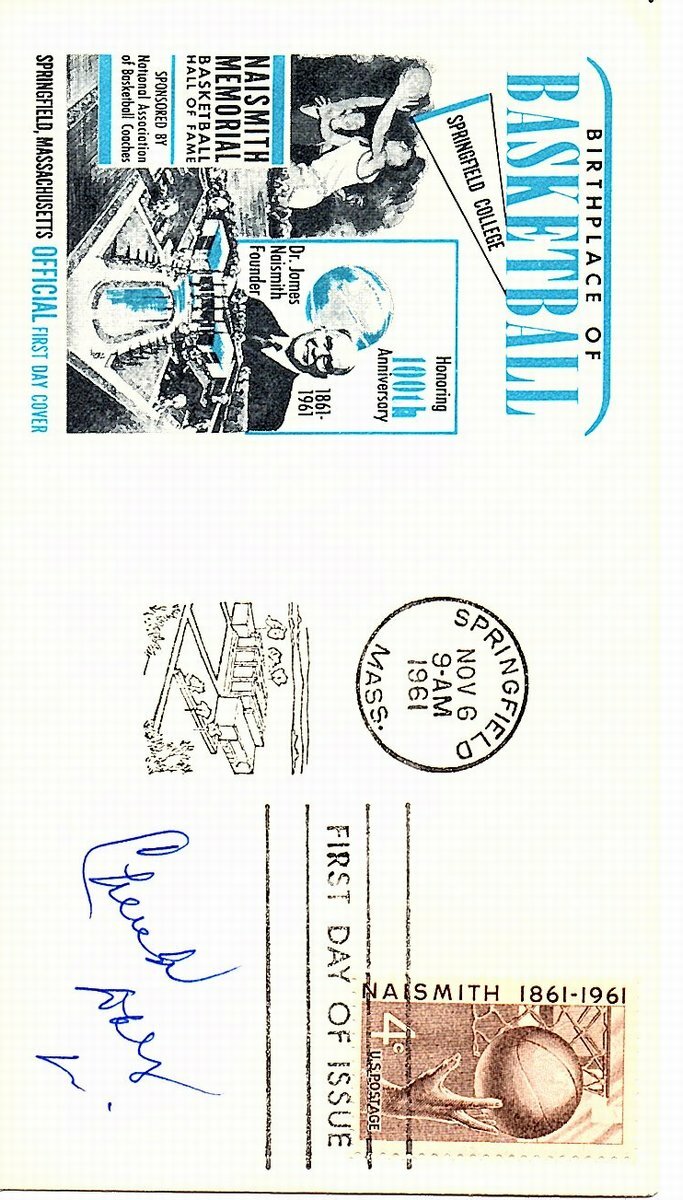 BIRTHPLACE OF
BASKETBALL
SPRINGFIELD COLLEGE
Honoring
100th
Anniversary
1861-
1961
Dr. James
Naismith
Founder
NAISMITH
MEMORIAL
BASKETBALL
HALL OF FAME
SPONSORED BY
National Association
of Basketball Coaches
SPRINGFIELD, MASSACHUSETTS OFFICIAL FIRST DAY COVER
SPRINGFIELD
NOV 6
9-AM
1961
MASS.
FIRST DAY OF ISSUE
NAISMITH 1861-1961
4c
U.S. POSTAGE